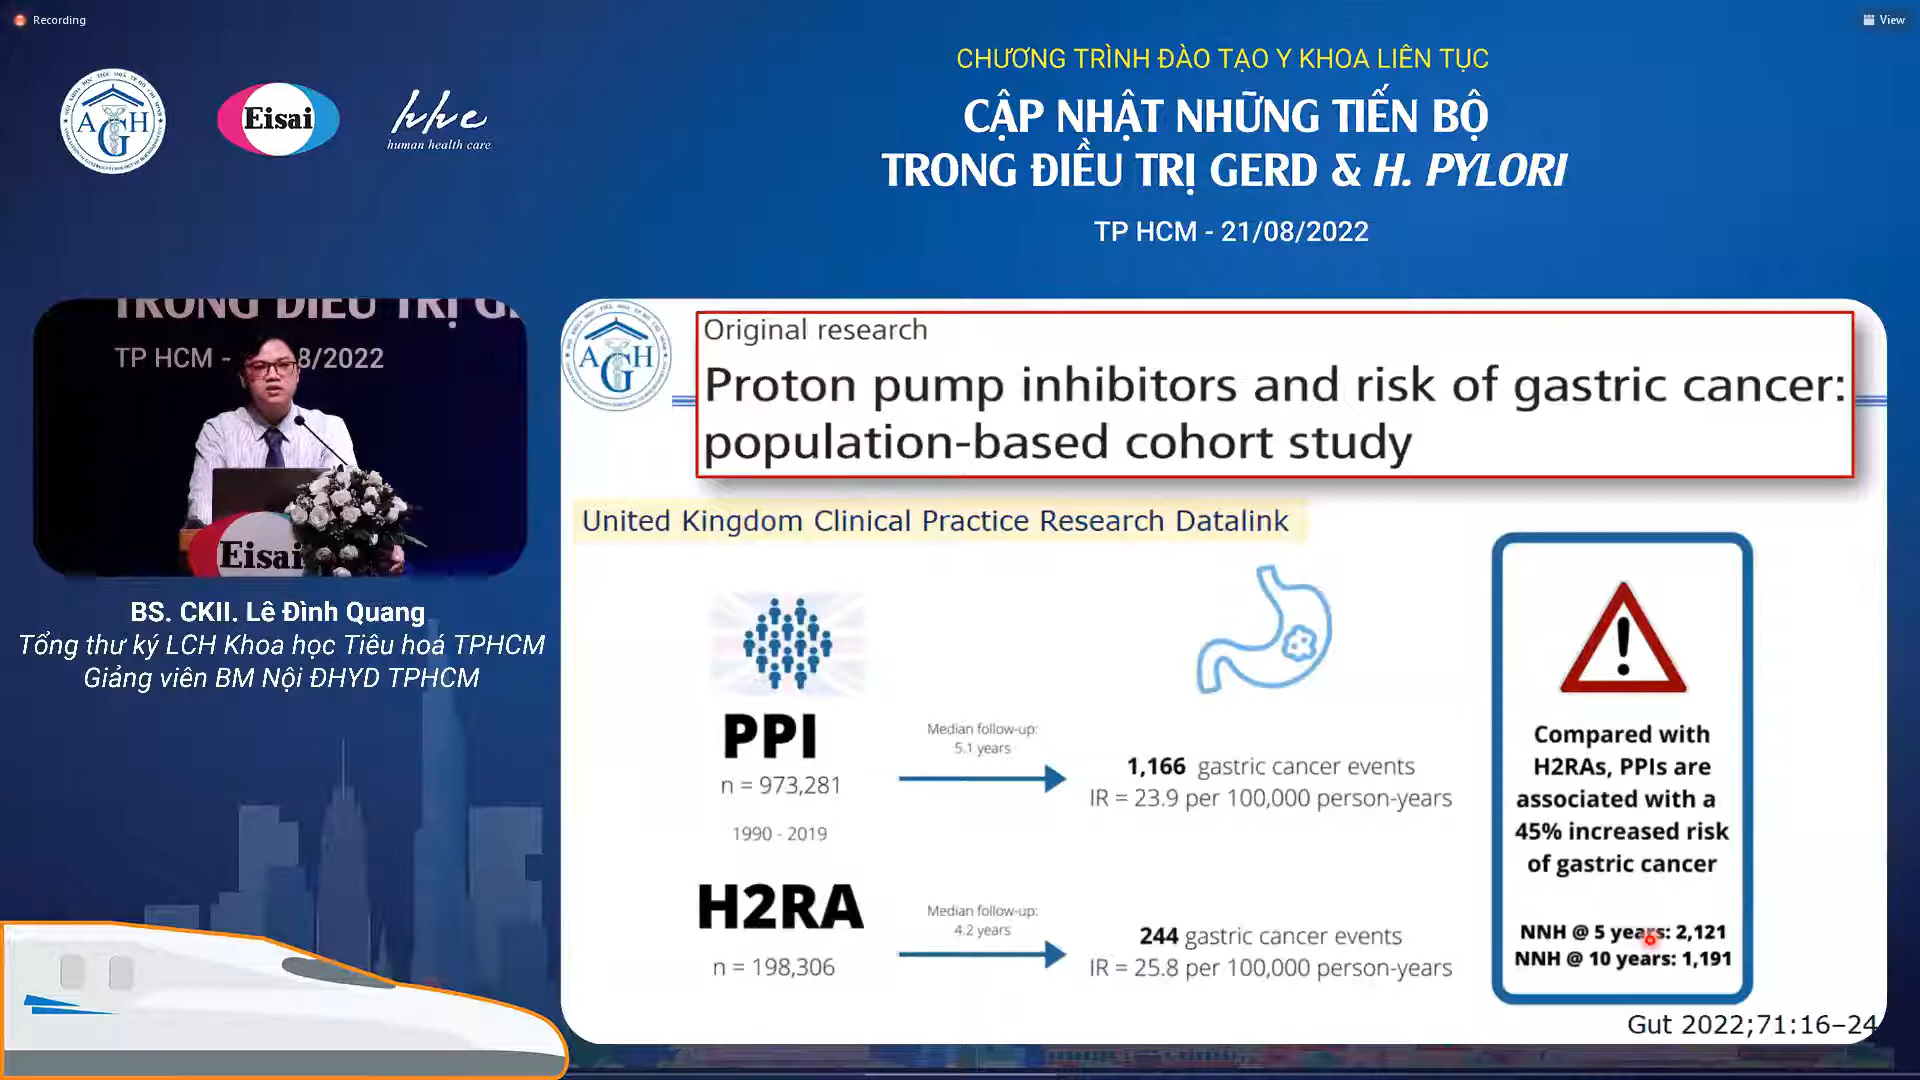 Recording
View
CHƯƠNG TRÌNH ĐÀO TẠO Y KHOA LIÊN TỤC
CẬP NHẬT NHỮNG TIẾN BỘ
TRONG ĐIỀU TRỊ GERD & H. PYLORI
TP HCM - 21/08/2022
AGH
Eisai
hhc
human health care
TRONG ĐIỀU TRỊ G
TP HCM - 8/2022
Eisai
BS. CKII. Lê Đình Quang
Tổng thư ký LCH Khoa học Tiêu hoá TPHCM
Giảng viên BM Nội ĐHYD TPHCM
AGH
Original research
Proton pump inhibitors and risk of gastric cancer:
population-based cohort study
United Kingdom Clinical Practice Research Datalink
PPI
n = 973,281
1990 - 2019
Median follow-up:
5.1 years
1,166 gastric cancer events
IR = 23.9 per 100,000 person-years
H2RA
n = 198,306
Median follow-up:
4.2 years
244 gastric cancer events
IR = 25.8 per 100,000 person-years
Compared with
H2RAs, PPIs are
associated with a
45% increased risk
of gastric cancer
NNH @ 5 years: 2,121
NNH @ 10 years: 1,191
Gut 2022;71:16–24